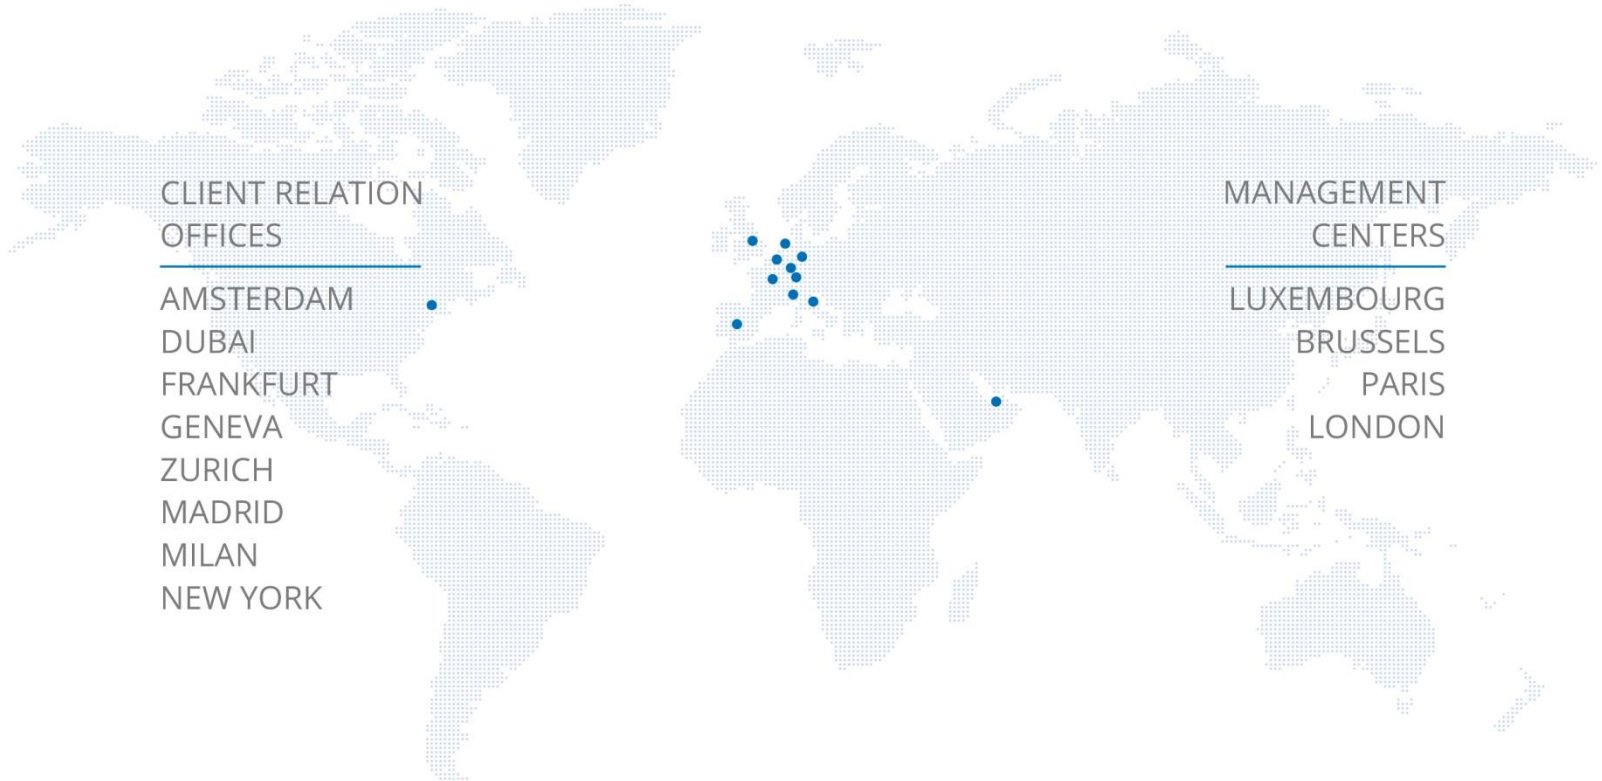 CLIENT RELATION
OFFICES
AMSTERDAM
DUBAI
FRANKFURT
GENEVA
ZURICH
MADRID
MILAN
NEW YORK
MANAGEMENT
CENTERS
LUXEMBOURG
BRUSSELS
PARIS
LONDON